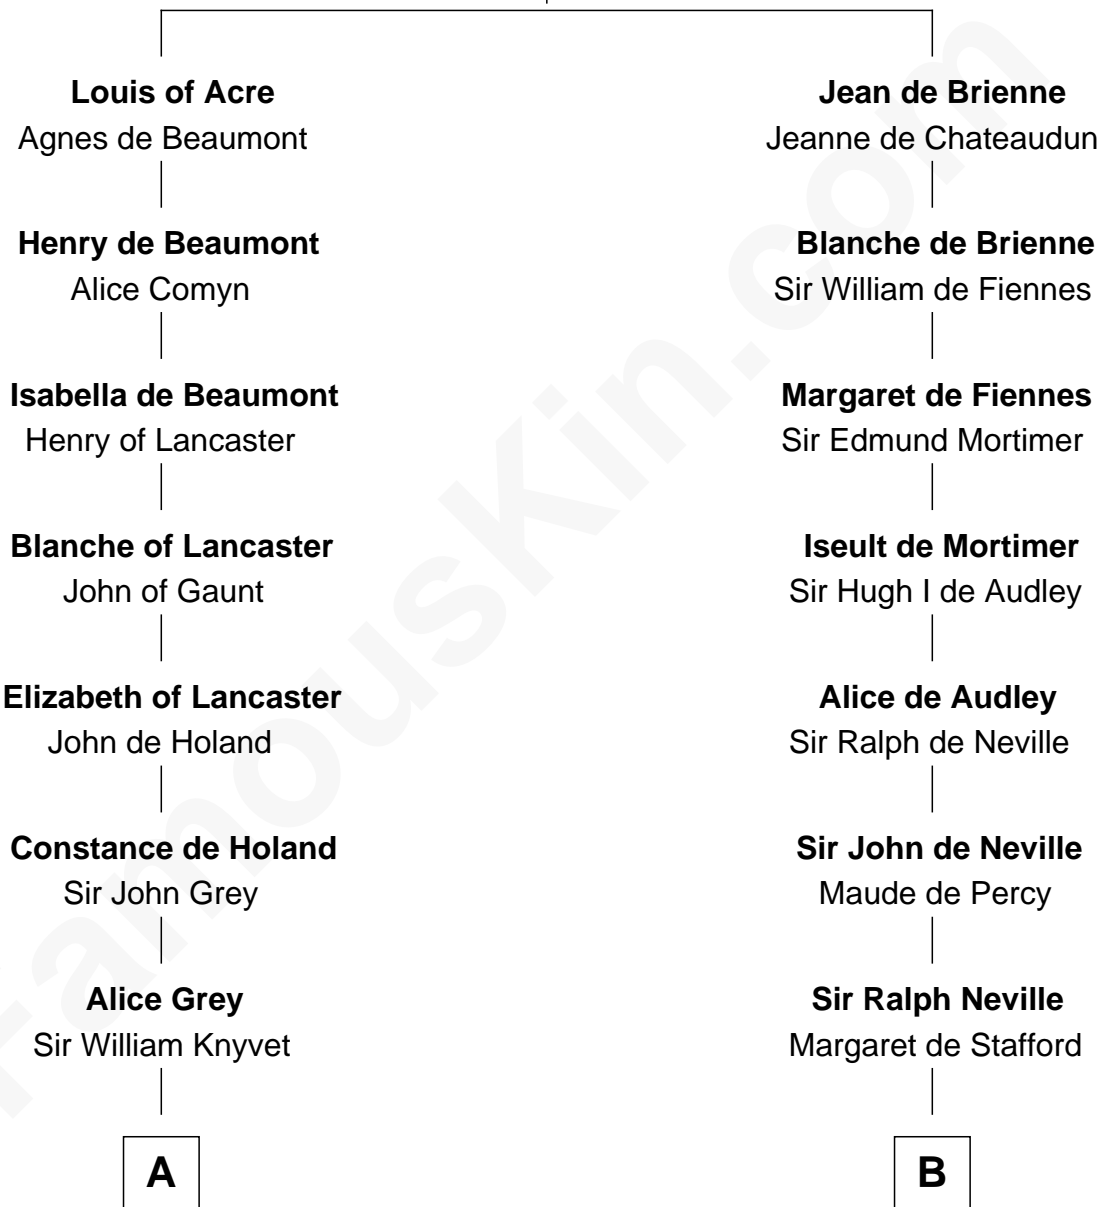 Louis of Acre
Agnes de Beaumont
Jean de Brienne
Jeanne de Chateaudun
Henry de Beaumont
Alice Comyn
Blanche de Brienne
Sir William de Fiennes
Isabella de Beaumont
Henry of Lancaster
Margaret de Fiennes
Sir Edmund Mortimer
Blanche of Lancaster
John of Gaunt
Iseult de Mortimer
Sir Hugh I de Audley
Elizabeth of Lancaster
John de Holand
Alice de Audley
Sir Ralph de Neville
Constance de Holand
Sir John Grey
Sir John de Neville
Maude de Percy
Alice Grey
Sir William Knyvet
Sir Ralph Neville
Margaret de Stafford
A
B
FamousKin.com